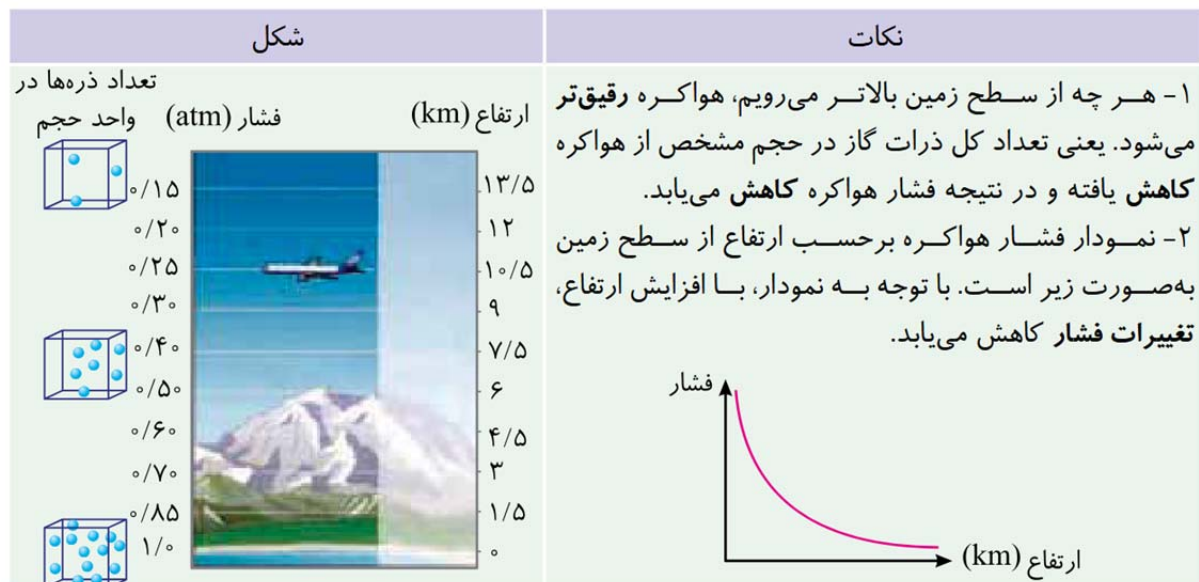 نکات
شکل
۱- هر چه از سطح زمین بالاتر می‌رویم، هواکره رقیق‌تر
می‌شود. یعنی تعداد کل ذرات گاز در حجم مشخص از هواکره
کاهش یافته و در نتیجه فشار هواکره کاهش می‌یابد.
۲- نمودار فشار هواکره برحسب ارتفاع از سطح زمین
به‌صورت زیر است. با توجه به نمودار، با افزایش ارتفاع،
تغییرات فشار کاهش می‌یابد.
فشار
ارتفاع (km)
ارتفاع (km)
۱۳/۵
۱۲
۱۰/۵
۹
۷/۵
۶
۴/۵
۳
۱/۵
۰
فشار (atm)
۰/۱۵
۰/۲۰
۰/۲۵
۰/۳۰
۰/۴۰
۰/۵۰
۰/۶۰
۰/۷۰
۰/۸۵
۱/۰
تعداد ذره‌ها در
واحد حجم